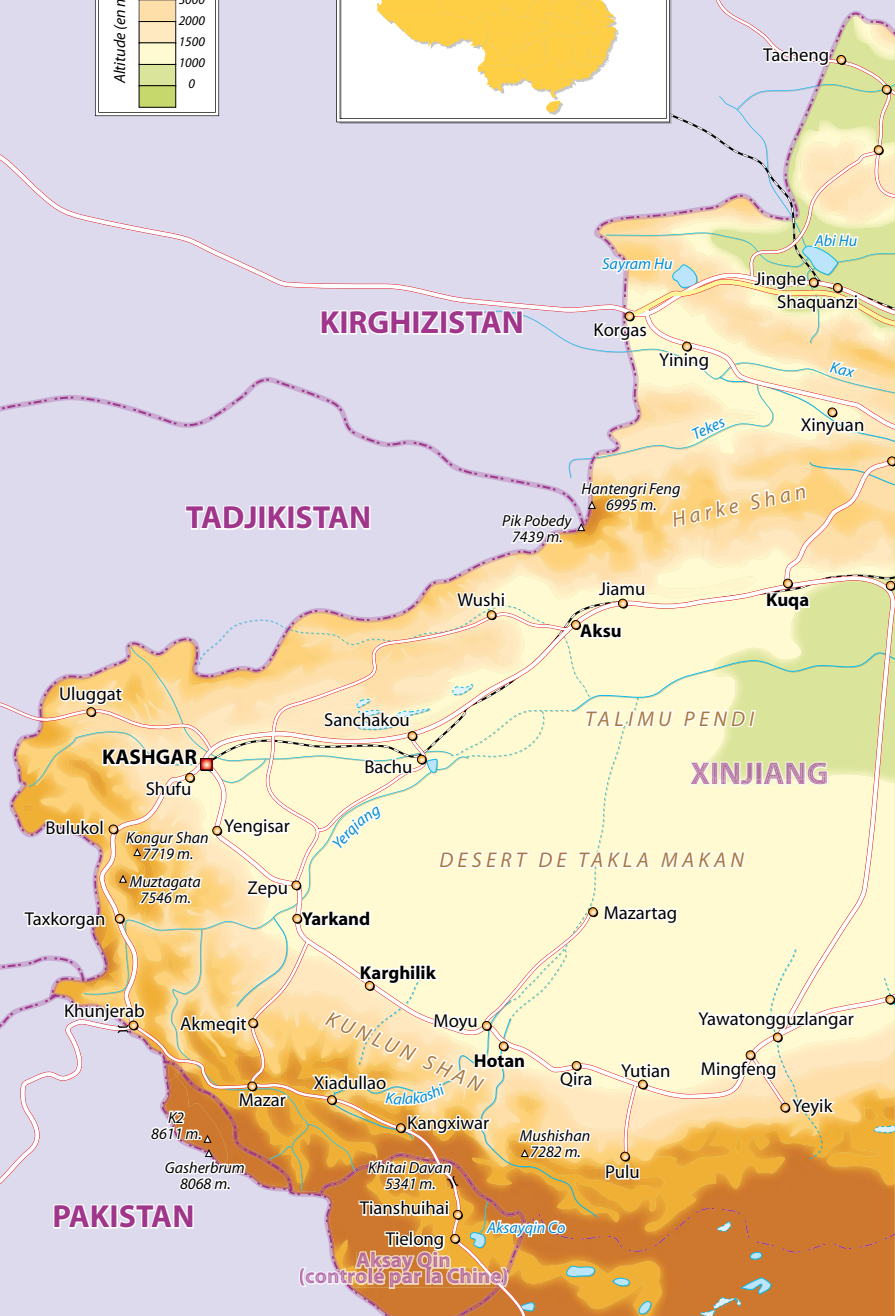 Altitude (en
3000
2000
1500
1000
0
Tacheng
Abi Hu
Sayram Hu
Jinghe
Shaquanzi
KIRGHIZISTAN
Korgas
Yining
Kax
Xinyuan
Tekes
Hantengri Feng
6995 m.
Harke Shan
TADJIKISTAN
Pik Pobedy
7439 m.
Jiamu
Wushi
Kuqa
Aksu
Uluggat
Sanchakou
TALIMU PENDI
KASHGAR
Bachu
XINJIANG
Shufu
Yerqiang
Bulukol
Yengisar
Kongur Shan
7719 m.
DESERT DE TAKLA MAKAN
Muztagata
7546 m.
Zepu
Taxkorgan
Yarkand
Mazartag
Karghilik
Khunjerab
Akmeqit
KUNLUN SHAN
Moyu
Yawatongguzlangar
Hotan
Qira
Yutian
Mingfeng
Xiadullao
Mazar
Kalakashi
Yeyik
K2
8611 m.
Kangxiwar
Mushishan
7282 m.
Gasherbrum
8068 m.
Khitai Davan
5341 m.
Pulu
PAKISTAN
Tianshuihai
Aksayqin Co
Tielong
Aksay Qin
(controlé par la Chine)